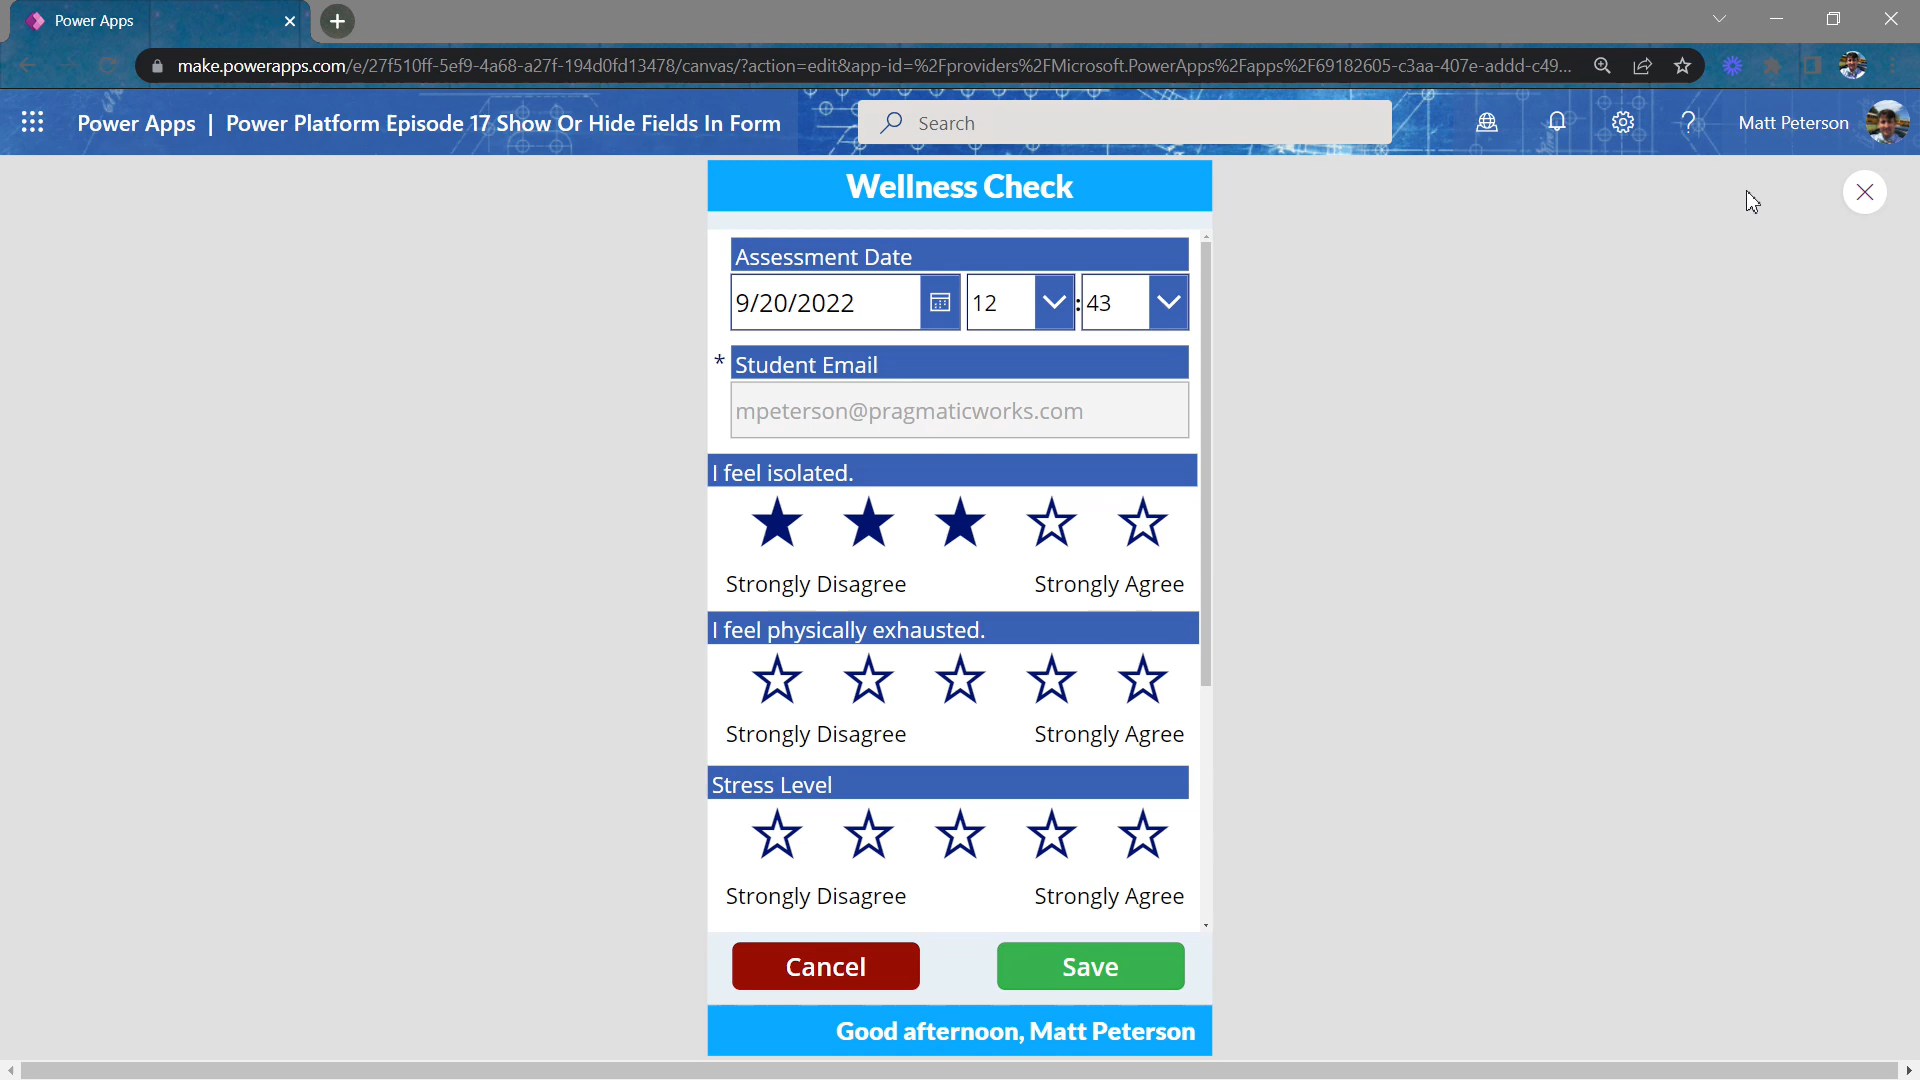 Power Apps
make.powerapps.com/e/27f510ff-5ef9-4a68-a27f-194d0fd13478/canvas/?action=edit&app-id=%2Fproviders%2FMicrosoft.PowerApps%2Fapps%2F69182605-c3aa-407e-addd-c49...
Power Apps | Power Platform Episode 17 Show Or Hide Fields In Form
Search
Matt Peterson
Wellness Check
Assessment Date
9/20/2022 12 : 43
* Student Email
mpeterson@pragmaticworks.com
I feel isolated.
Strongly Disagree Strongly Agree
I feel physically exhausted.
Strongly Disagree Strongly Agree
Stress Level
Strongly Disagree Strongly Agree
Cancel Save
Good afternoon, Matt Peterson